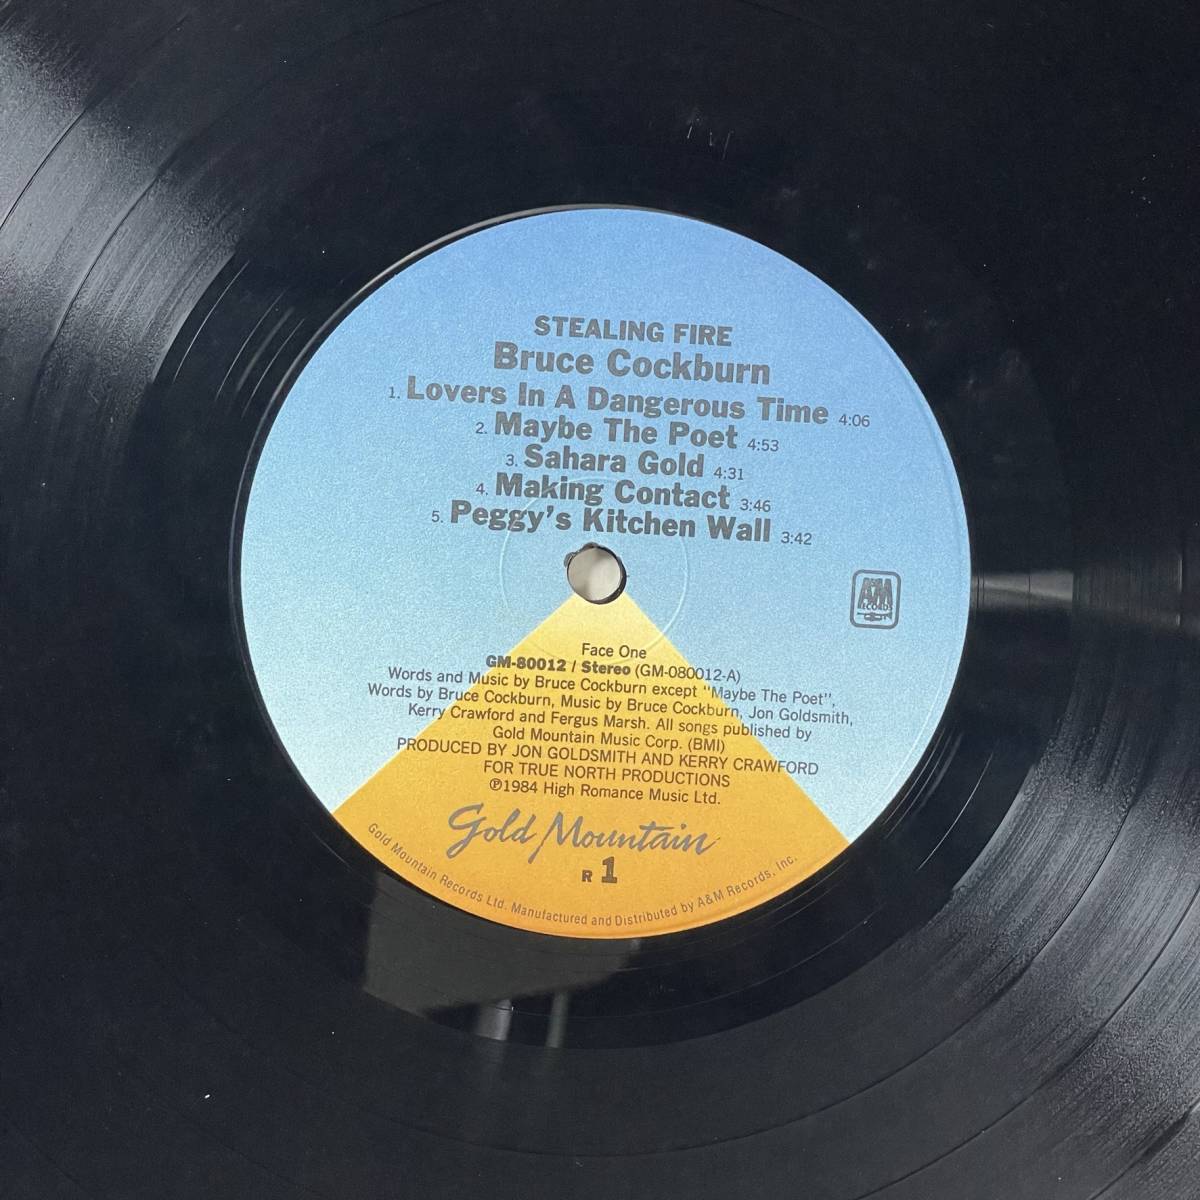 STEALING FIRE
Bruce Cockburn
1. Lovers In A Dangerous Time 4:06
2. Maybe The Poet 4:53
3. Sahara Gold 4:31
4. Making Contact 3:46
5. Peggy's Kitchen Wall 3:42
A&M
RECORDS
Face One
GM-80012 / Stereo (GM-080012-A)
Words and Music by Bruce Cockburn except "Maybe The Poet",
Words by Bruce Cockburn, Music by Bruce Cockburn, Jon Goldsmith,
Kerry Crawford and Fergus Marsh. All songs published by
Gold Mountain Music Corp. (BMI)
PRODUCED BY JON GOLDSMITH AND KERRY CRAWFORD
FOR TRUE NORTH PRODUCTIONS
℗1984 High Romance Music Ltd.
Gold Mountain
R 1
Gold Mountain Records Ltd. Manufactured and Distributed by A&M Records, Inc.